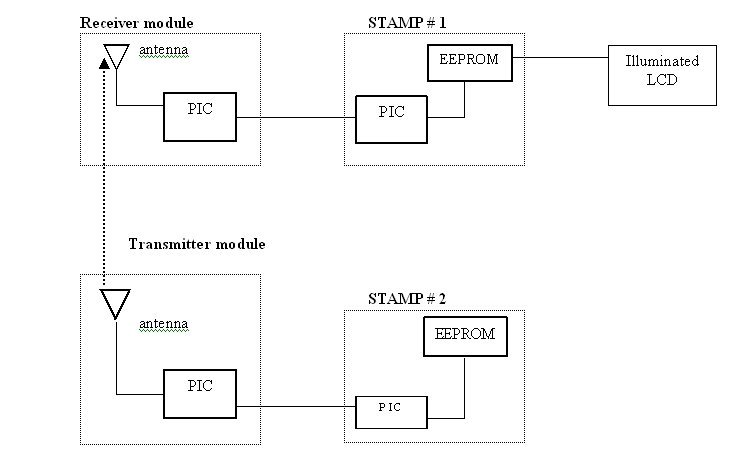 Receiver module
STAMP # 1
antenna
EEPROM
Illuminated
LCD
PIC
PIC
Transmitter module
STAMP # 2
antenna
EEPROM
PIC
PIC